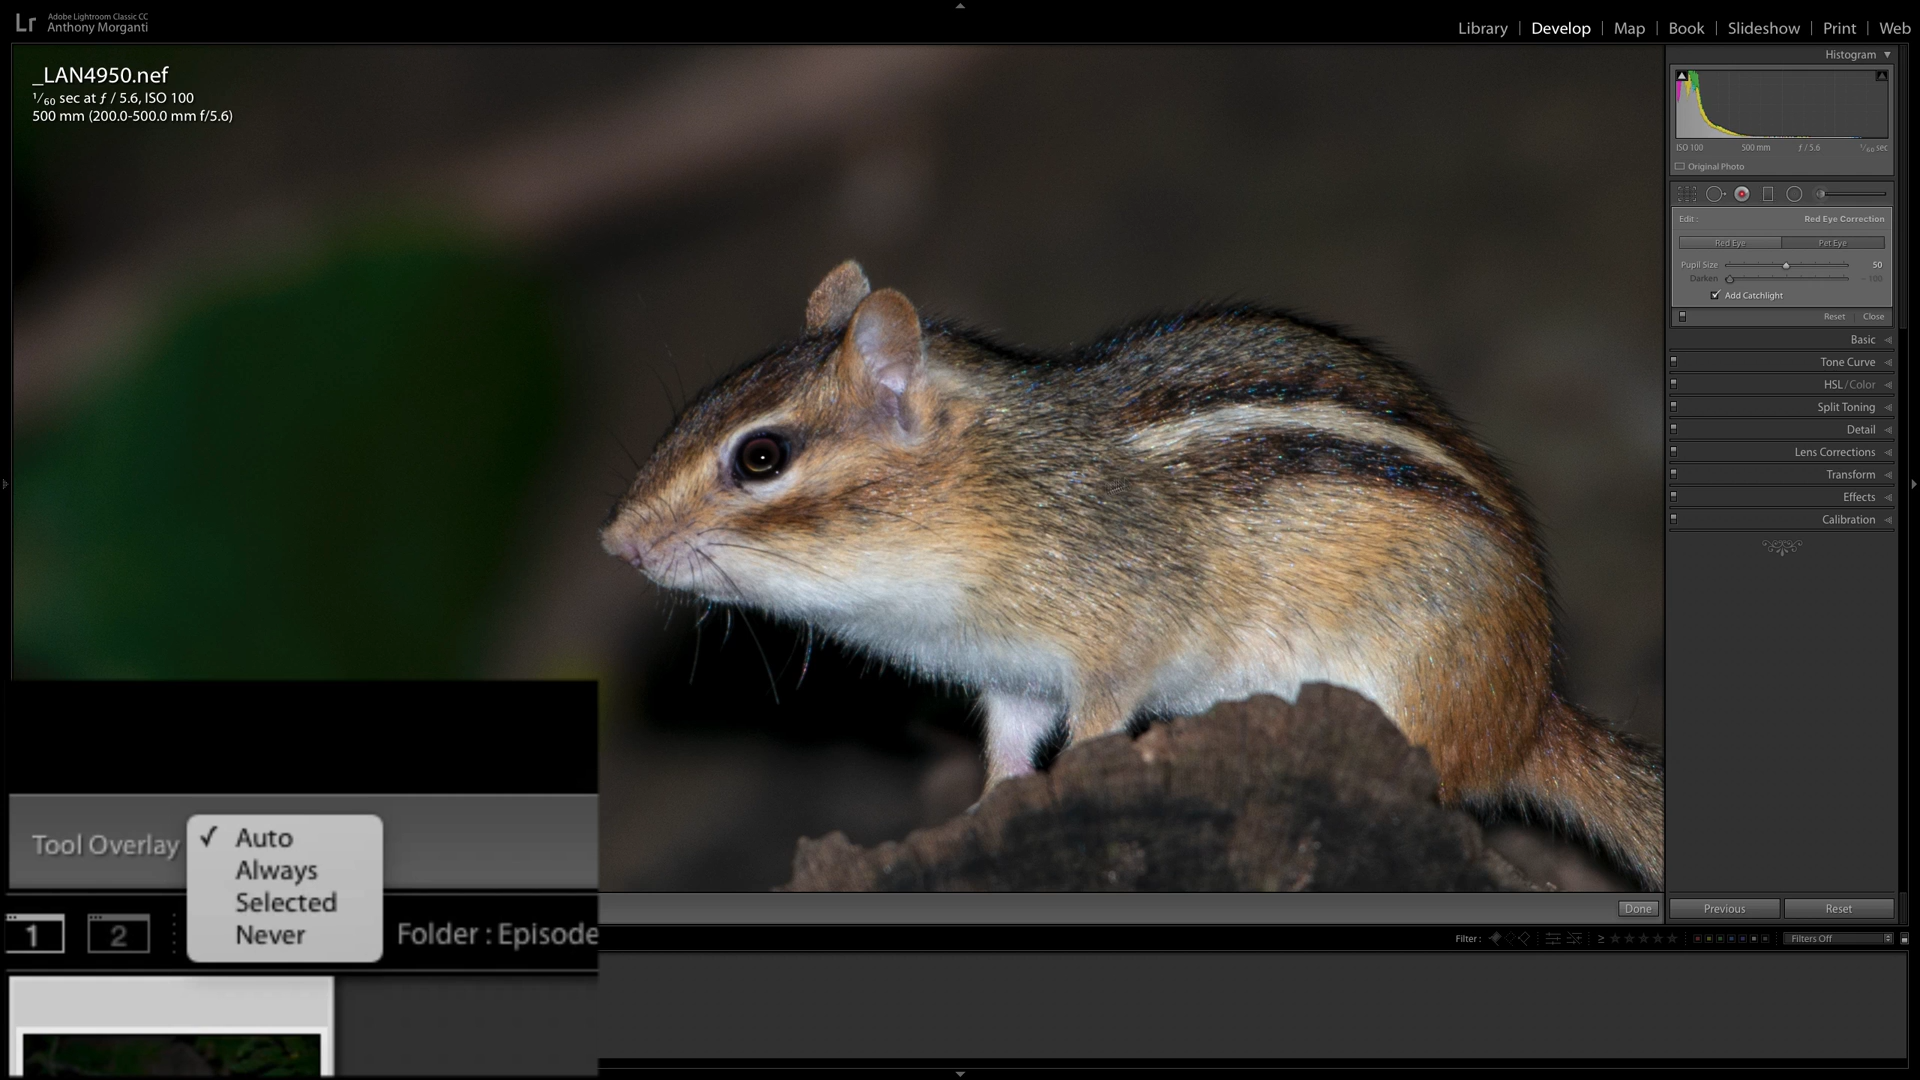 Lr
Adobe Lightroom Classic CC
Anthony Morganti
Library | Develop | Map | Book | Slideshow | Print | Web
_LAN4950.nef
1/60 sec at ƒ / 5.6, ISO 100
500 mm (200.0-500.0 mm f/5.6)
Histogram
ISO 100 500 mm ƒ / 5.6 1/60 sec
Original Photo
Edit : Red Eye Correction
Red Eye Pet Eye
Pupil Size 50
Darken - 100
Add Catchlight
Reset Close
Basic
Tone Curve
HSL / Color
Split Toning
Detail
Lens Corrections
Transform
Effects
Calibration
Tool Overlay
✓ Auto
Always
Selected
Never
Done
Previous Reset
1 2 Folder : Episode
Filter : ≥ Filters Off